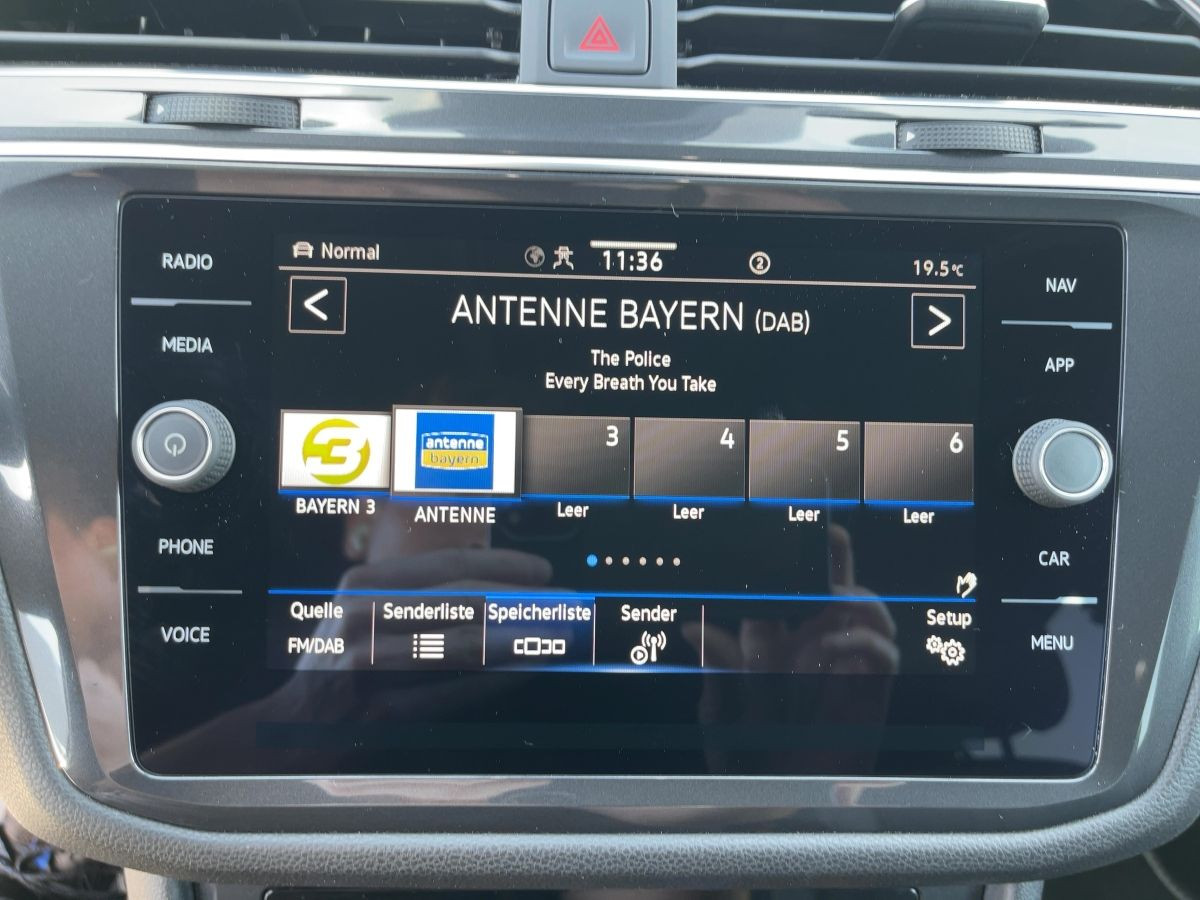 RADIO
MEDIA
PHONE
VOICE
Normal
11:36
2
19.5°C
<
ANTENNE BAYERN (DAB)
>
The Police
Every Breath You Take
3
antenne
bayern
3
4
5
6
BAYERN 3
ANTENNE
Leer
Leer
Leer
Leer
Quelle
FM/DAB
Senderliste
Speicherliste
Sender
Setup
NAV
APP
CAR
MENU